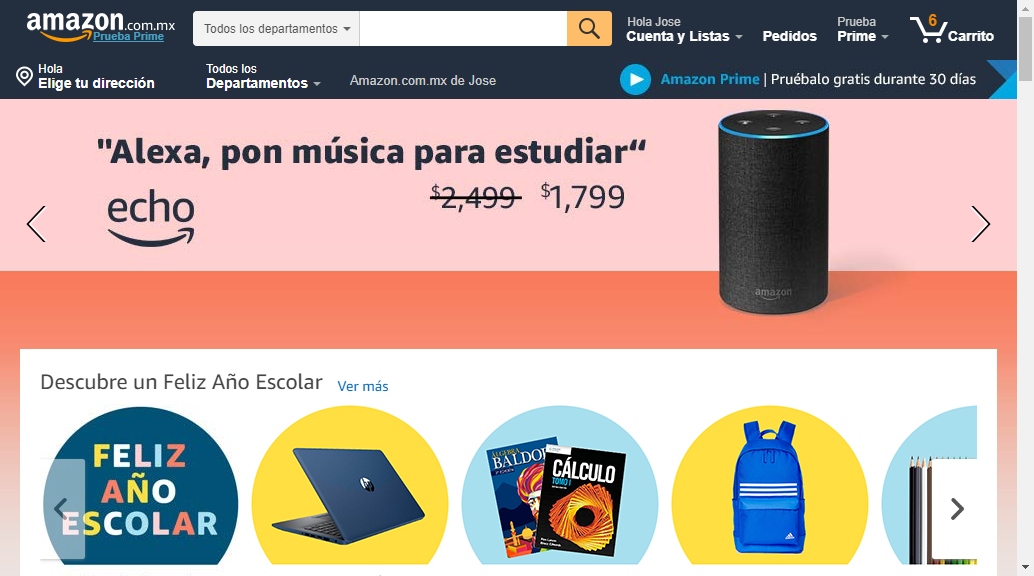 amazon.com.mx
Prueba Prime
Todos los departamentos
Hola Jose
Cuenta y Listas
Pedidos
Prueba
Prime
6
Carrito
Hola
Elige tu dirección
Todos los
Departamentos
Amazon.com.mx de Jose
Amazon Prime | Pruébalo gratis durante 30 días
"Alexa, pon música para estudiar“
echo
$2,499 $1,799
amazon
Descubre un Feliz Año Escolar
Ver más
FELIZ
AÑO
ESCOLAR
hp
ÁLGEBRA
BALDOR
CÁLCULO
TOMO I
adidas